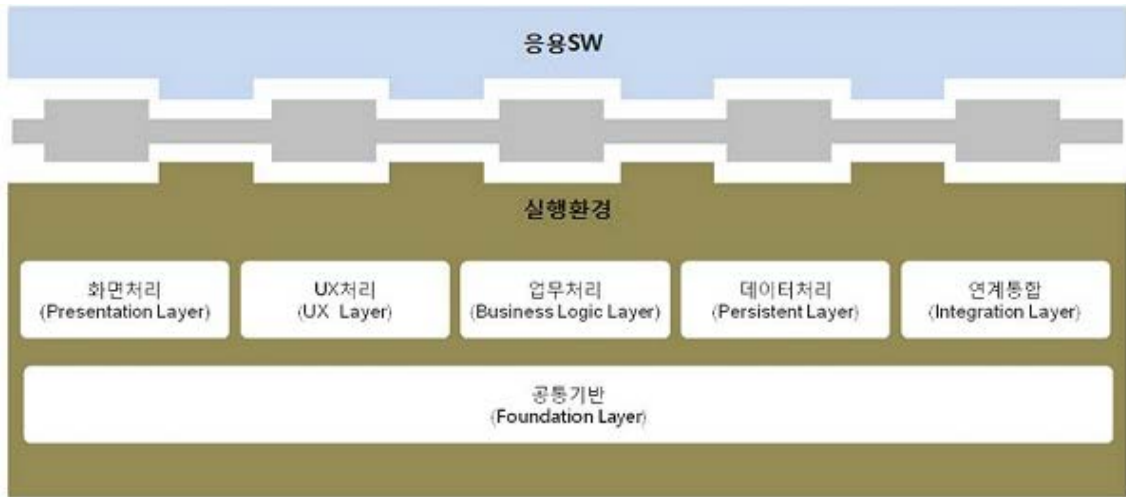 응용SW
실행환경
화면처리
(Presentation Layer)
UX처리
(UX Layer)
업무처리
(Business Logic Layer)
데이터처리
(Persistent Layer)
연계통합
(Integration Layer)
공통기반
(Foundation Layer)